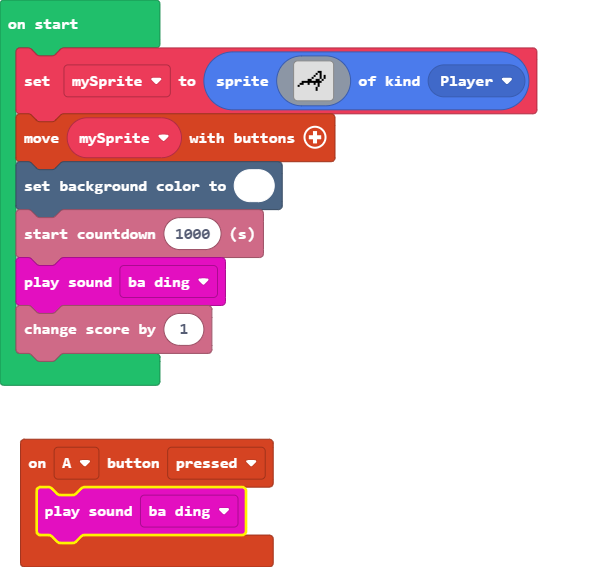 on start
set mySprite to sprite of kind Player
move mySprite with buttons
set background color to
start countdown 1000 (s)
play sound ba ding
change score by 1
on A button pressed
play sound ba ding